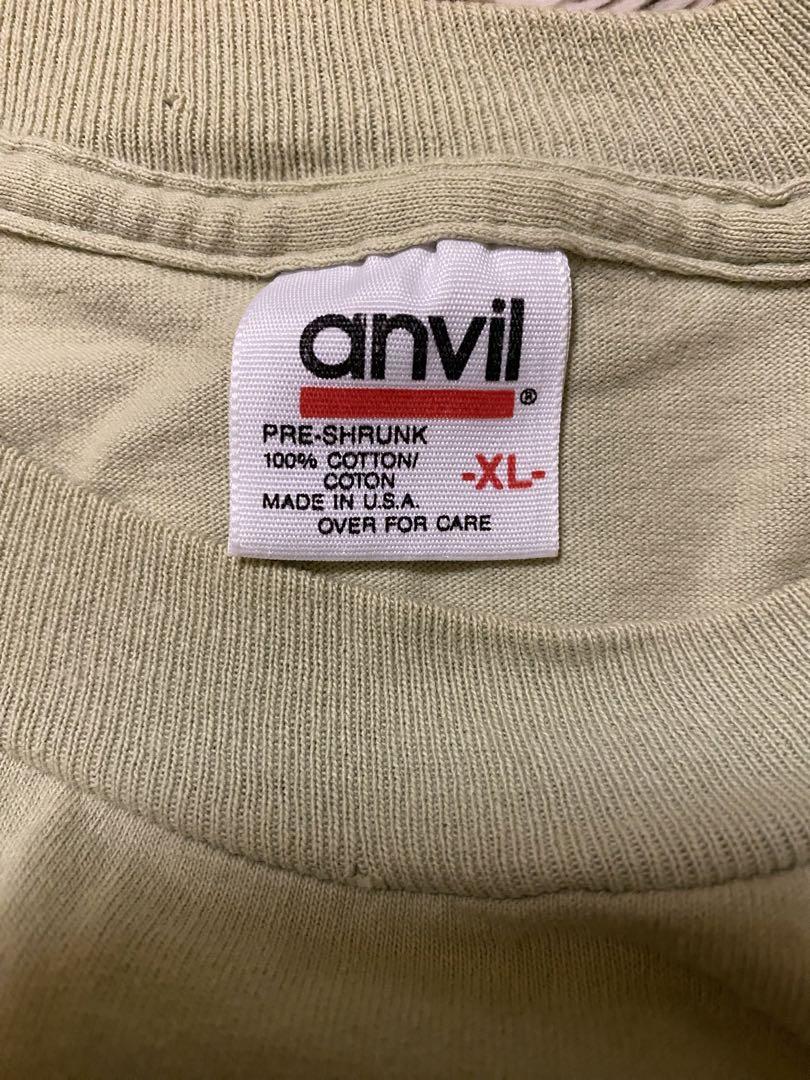 anvil
®
PRE-SHRUNK
100% COTTON/
COTON
-XL-
MADE IN U.S.A.
OVER FOR CARE